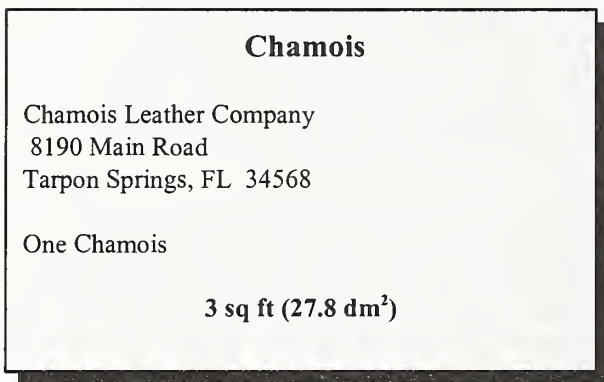 Chamois
Chamois Leather Company
8190 Main Road
Tarpon Springs, FL 34568
One Chamois
3 sq ft (27.8 dm²)